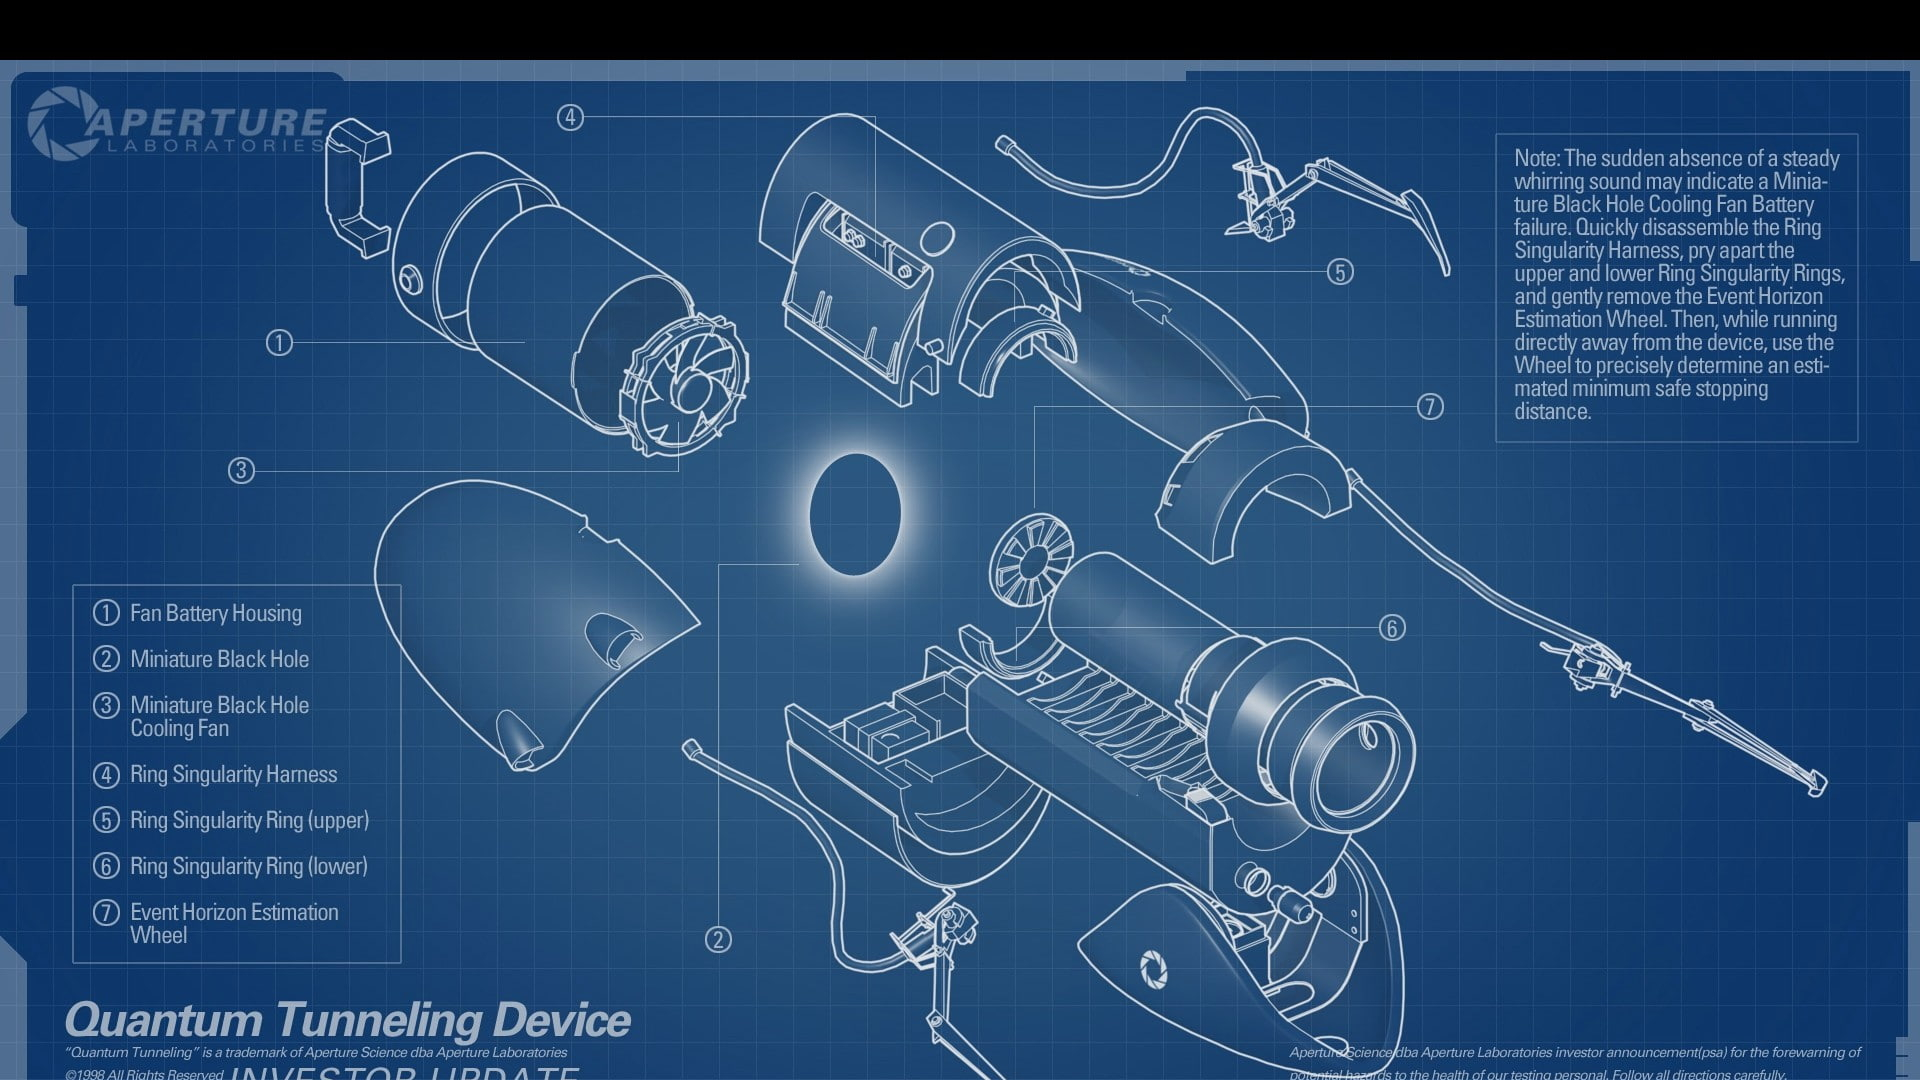 APERTURE
LABORATORIES
4
Note: The sudden absence of a steady
whirring sound may indicate a Minia-
ture Black Hole Cooling Fan Battery
failure. Quickly disassemble the Ring
Singularity Harness, pry apart the
upper and lower Ring Singularity Rings,
and gently remove the Event Horizon
Estimation Wheel. Then, while running
directly away from the device, use the
Wheel to precisely determine an esti-
mated minimum safe stopping
distance.
5
1
7
3
6
2
1 Fan Battery Housing
2 Miniature Black Hole
3 Miniature Black Hole
Cooling Fan
4 Ring Singularity Harness
5 Ring Singularity Ring (upper)
6 Ring Singularity Ring (lower)
7 Event Horizon Estimation
Wheel
Quantum Tunneling Device
"Quantum Tunneling" is a trademark of Aperture Science dba Aperture Laboratories
©1998 All Rights Reserved INVESTOR UPDATE
Aperture Science dba Aperture Laboratories investor announcement(psa) for the forewarning of
potential hazards to the health of our testing personal. Follow all directions carefully.